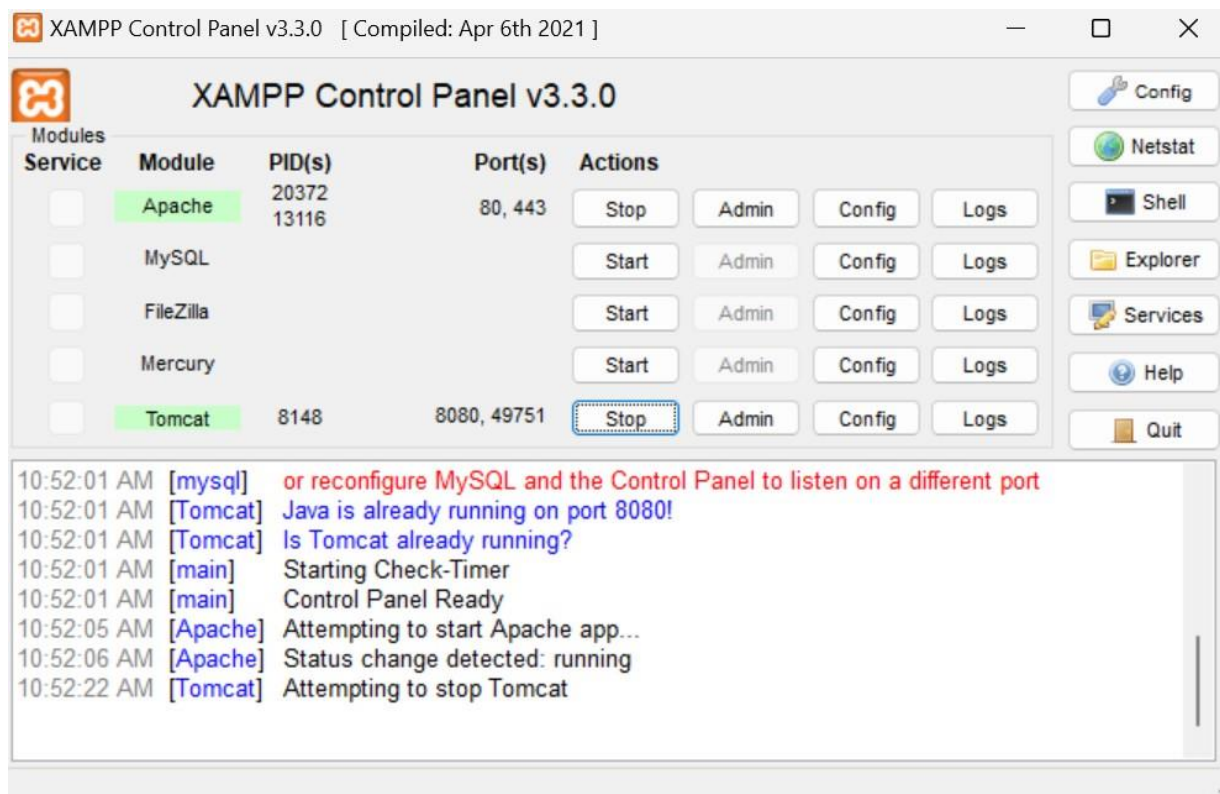 XAMPP Control Panel v3.3.0 [ Compiled: Apr 6th 2021 ]
XAMPP Control Panel v3.3.0
Config
Modules
Service Module PID(s) Port(s) Actions
Netstat
Apache 20372 13116 80, 443 Stop Admin Config Logs
Shell
MySQL Start Admin Config Logs
Explorer
FileZilla Start Admin Config Logs
Services
Mercury Start Admin Config Logs
Help
Tomcat 8148 8080, 49751 Stop Admin Config Logs
Quit
10:52:01 AM [mysql] or reconfigure MySQL and the Control Panel to listen on a different port
10:52:01 AM [Tomcat] Java is already running on port 8080!
10:52:01 AM [Tomcat] Is Tomcat already running?
10:52:01 AM [main] Starting Check-Timer
10:52:01 AM [main] Control Panel Ready
10:52:05 AM [Apache] Attempting to start Apache app...
10:52:06 AM [Apache] Status change detected: running
10:52:22 AM [Tomcat] Attempting to stop Tomcat